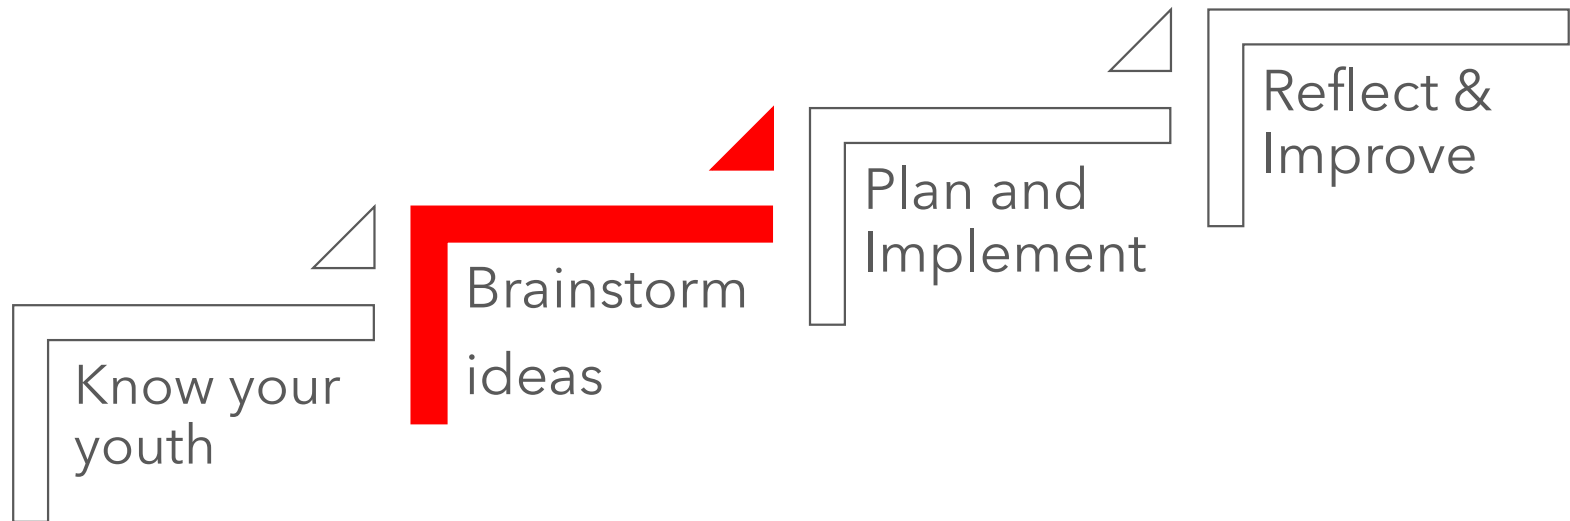 Know your
youth
Brainstorm
ideas
Plan and
Implement
Reflect &
Improve